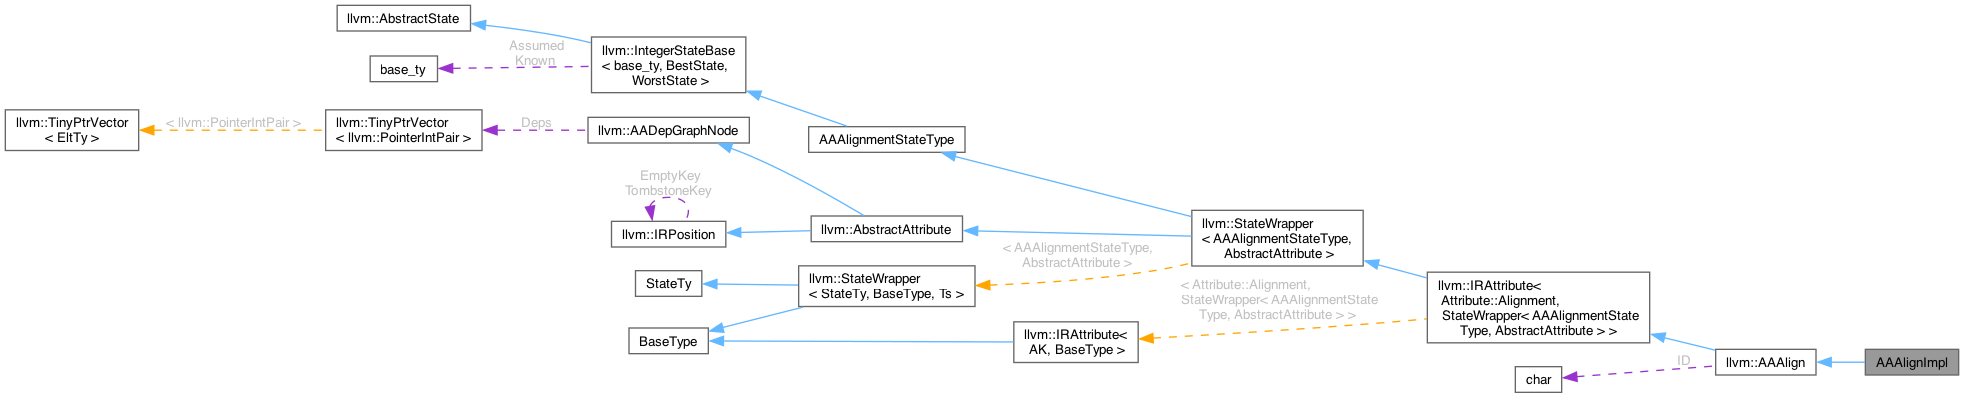 llvm::AbstractState
Assumed
Known
base_ty
llvm::IntegerStateBase
< base_ty, BestState,
WorstState >
llvm::TinyPtrVector
< EltTy >
< llvm::PointerIntPair >
llvm::TinyPtrVector
< llvm::PointerIntPair >
Deps
llvm::AADepGraphNode
AAAlignmentStateType
EmptyKey
TombstoneKey
llvm::IRPosition
llvm::AbstractAttribute
llvm::StateWrapper
< AAAlignmentStateType,
AbstractAttribute >
< AAAlignmentStateType,
AbstractAttribute >
StateTy
llvm::StateWrapper
< StateTy, BaseType, Ts >
< Attribute::Alignment,
StateWrapper< AAAlignmentState
Type, AbstractAttribute > >
llvm::IRAttribute<
Attribute::Alignment,
StateWrapper< AAAlignmentState
Type, AbstractAttribute > >
BaseType
llvm::IRAttribute<
AK, BaseType >
ID
char
llvm::AAAlign
AAAlignImpl